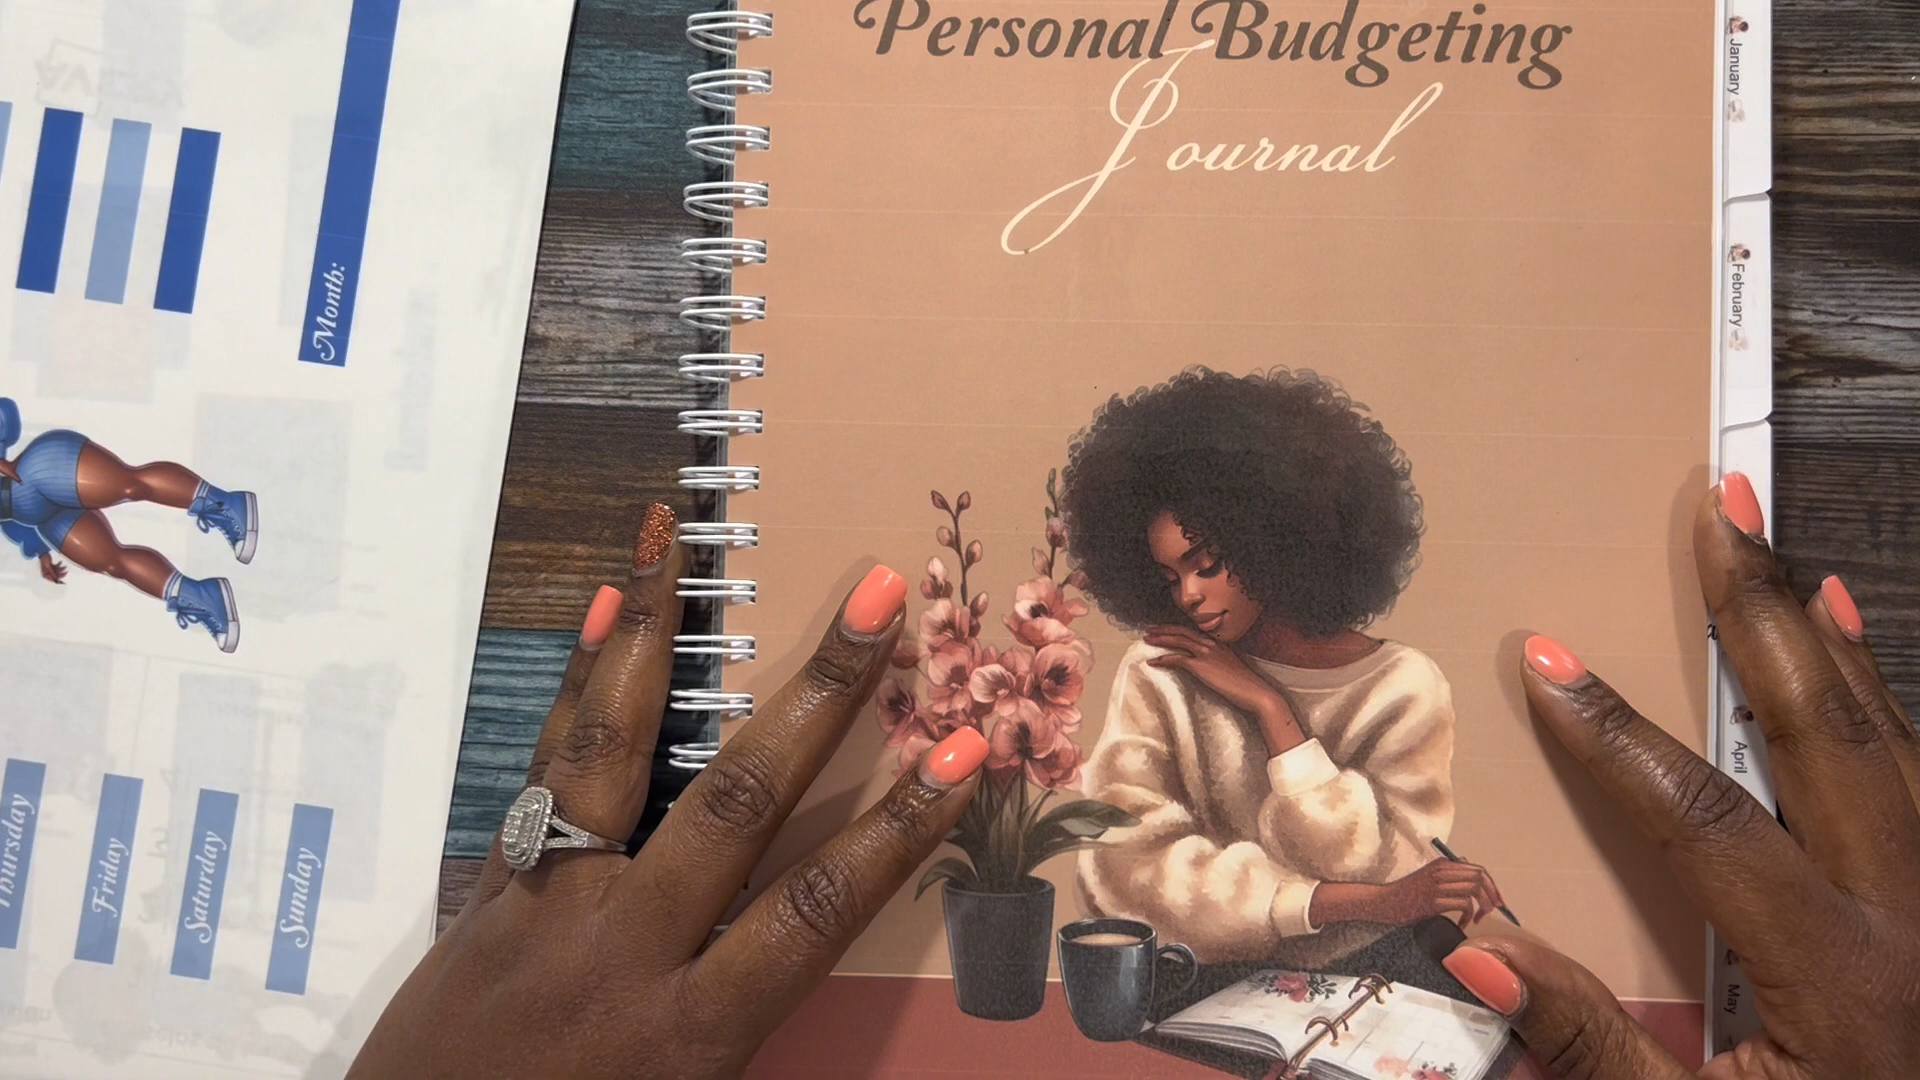 Personal Budgeting
Journal
January
February
April
May
Month:
Thursday
Friday
Saturday
Sunday